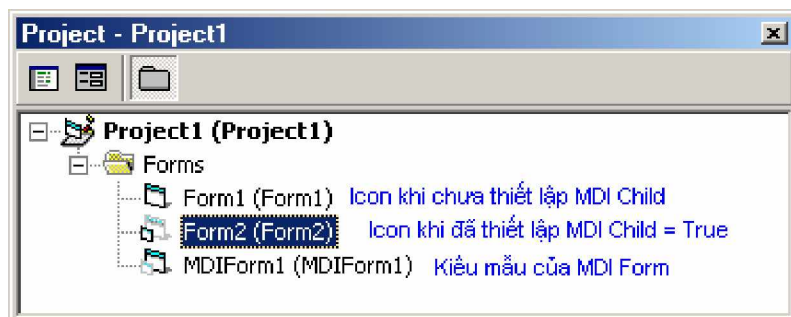 Project - Project1
Project1 (Project1)
Forms
Form1 (Form1) Icon khi chưa thiết lập MDI Child
Form2 (Form2) Icon khi đã thiết lập MDI Child = True
MDIForm1 (MDIForm1) Kiểu mẫu của MDI Form